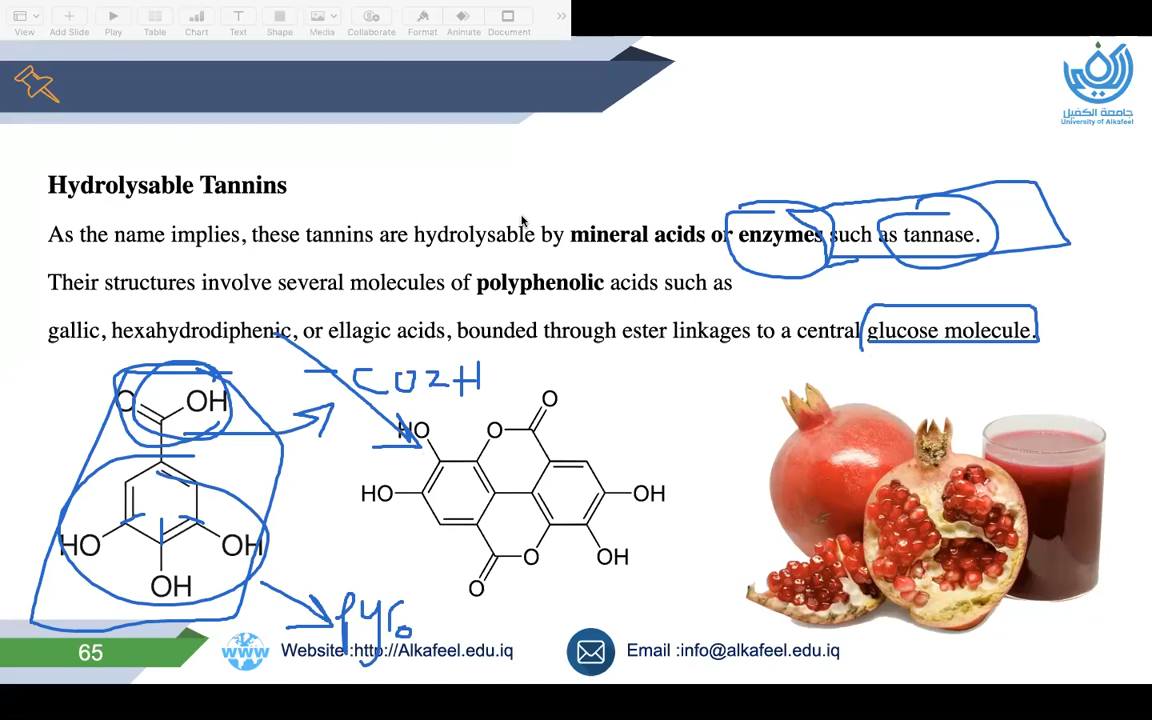 View
Add Slide
Play
Table
Chart
Text
Shape
Media
Collaborate
Format
Animate
Document
جامعة الكفيل
University of Alkafeel
Hydrolysable Tannins
As the name implies, these tannins are hydrolysable by mineral acids or enzymes such as tannase.
Their structures involve several molecules of polyphenolic acids such as
gallic, hexahydrodiphenic, or ellagic acids, bounded through ester linkages to a central glucose molecule.
O
OH
HO
OH
OH
CO2H
O
HO
O
HO
OH
OH
O
O
pyro
65
www
Website :http://Alkafeel.edu.iq
Email :info@alkafeel.edu.iq